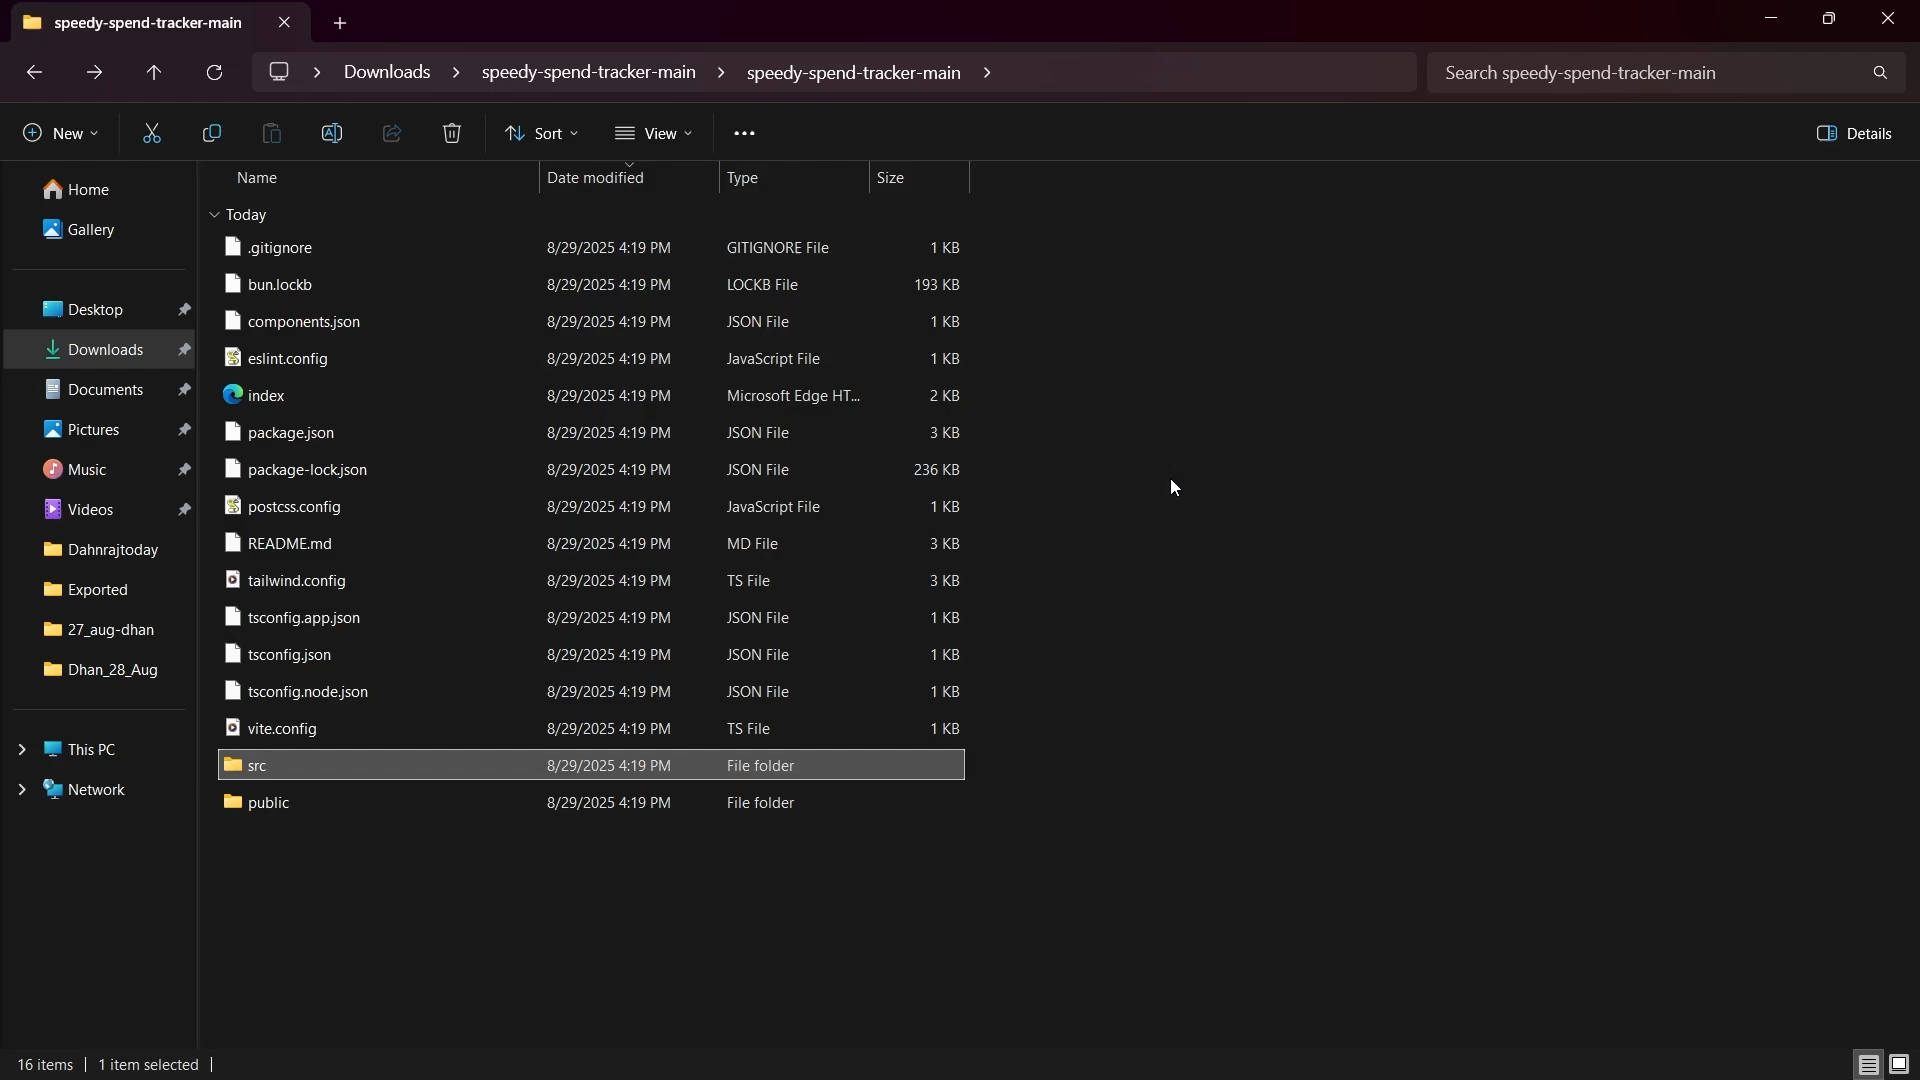 speedy-spend-tracker-main
Downloads > speedy-spend-tracker-main > speedy-spend-tracker-main >
Search speedy-spend-tracker-main
New
Sort
View
Details
Home
Gallery
Desktop
Downloads
Documents
Pictures
Music
Videos
Dahnrajtoday
Exported
27_aug-dhan
Dhan_28_Aug
This PC
Network
Name Date modified Type Size
Today
.gitignore 8/29/2025 4:19 PM GITIGNORE File 1 KB
bun.lockb 8/29/2025 4:19 PM LOCKB File 193 KB
components.json 8/29/2025 4:19 PM JSON File 1 KB
eslint.config 8/29/2025 4:19 PM JavaScript File 1 KB
index 8/29/2025 4:19 PM Microsoft Edge HT... 2 KB
package.json 8/29/2025 4:19 PM JSON File 3 KB
package-lock.json 8/29/2025 4:19 PM JSON File 236 KB
postcss.config 8/29/2025 4:19 PM JavaScript File 1 KB
README.md 8/29/2025 4:19 PM MD File 3 KB
tailwind.config 8/29/2025 4:19 PM TS File 3 KB
tsconfig.app.json 8/29/2025 4:19 PM JSON File 1 KB
tsconfig.json 8/29/2025 4:19 PM JSON File 1 KB
tsconfig.node.json 8/29/2025 4:19 PM JSON File 1 KB
vite.config 8/29/2025 4:19 PM TS File 1 KB
src 8/29/2025 4:19 PM File folder
public 8/29/2025 4:19 PM File folder
16 items 1 item selected